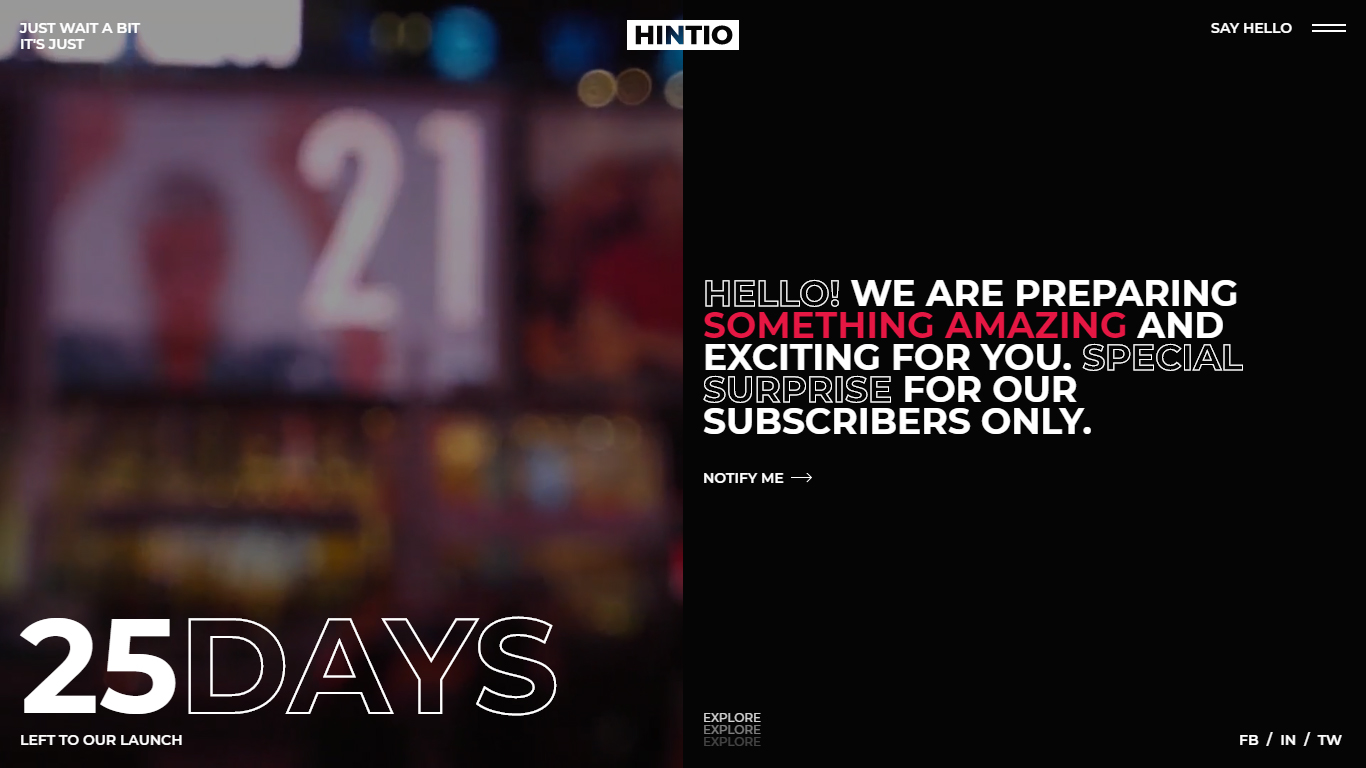 JUST WAIT A BIT
IT'S JUST
HINTIO
SAY HELLO
21
HELLO! WE ARE PREPARING
SOMETHING AMAZING AND
EXCITING FOR YOU. SPECIAL
SURPRISE FOR OUR
SUBSCRIBERS ONLY.
NOTIFY ME
25DAYS
LEFT TO OUR LAUNCH
EXPLORE
EXPLORE
EXPLORE
FB / IN / TW